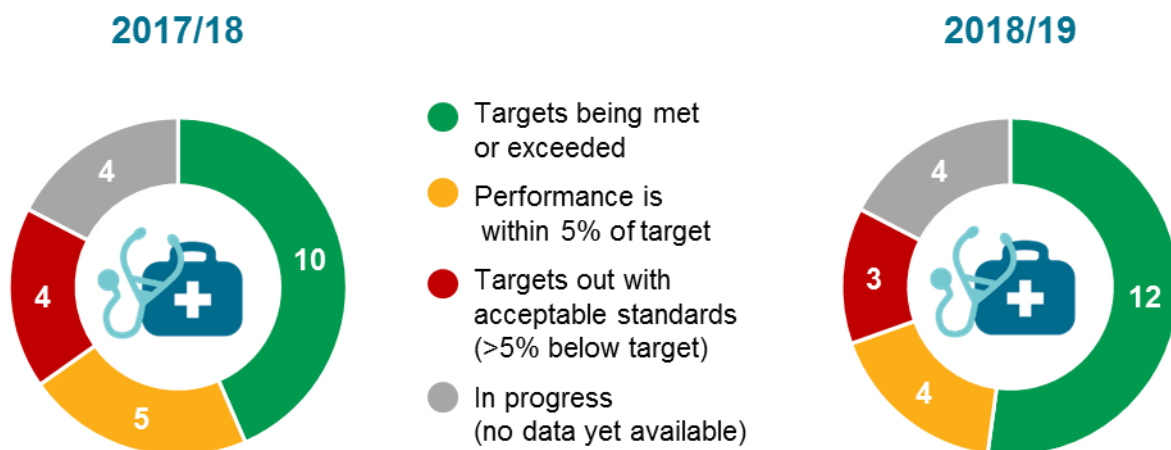 2017/18
4
10
4
5
Targets being met
or exceeded
Performance is
within 5% of target
Targets out with
acceptable standards
(>5% below target)
In progress
(no data yet available)
2018/19
4
12
3
4